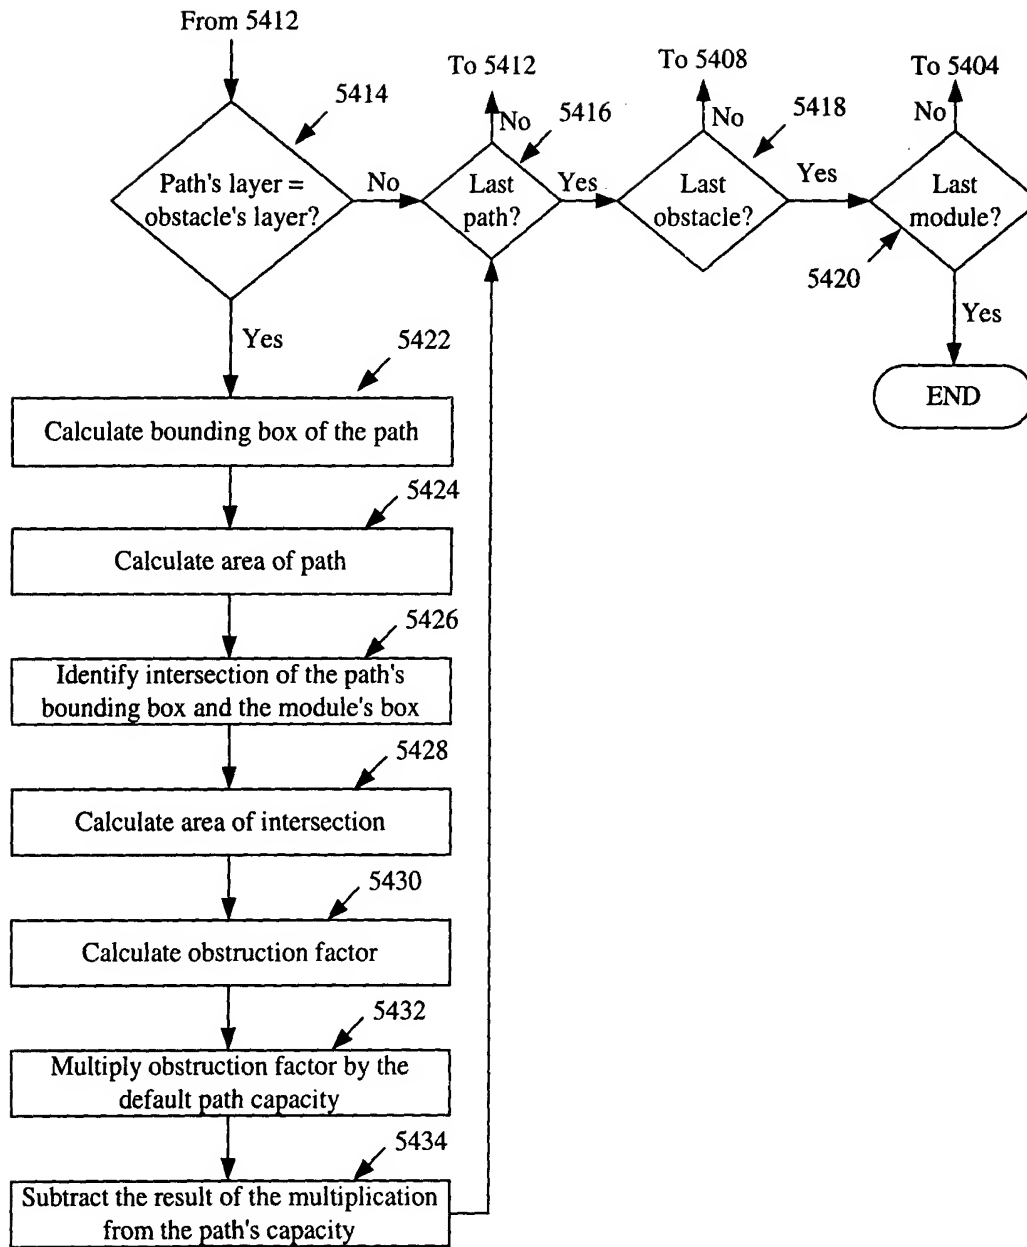 From 5412
To 5412
To 5408
To 5404
5414
No
5416
No
5418
No
Path's layer =
obstacle's layer?
No
Last
path?
Yes
Last
obstacle?
Yes
Last
module?
5420
Yes
Yes
END
5422
Calculate bounding box of the path
5424
Calculate area of path
5426
Identify intersection of the path's
bounding box and the module's box
5428
Calculate area of intersection
5430
Calculate obstruction factor
5432
Multiply obstruction factor by the
default path capacity
5434
Subtract the result of the multiplication
from the path's capacity